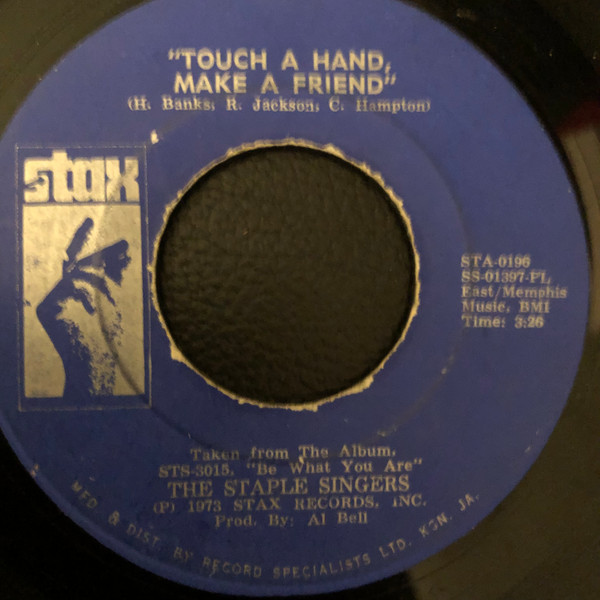 "TOUCH A HAND,
MAKE A FRIEND"
(H. Banks, R. Jackson, C. Hampton)
stax
STA-0196
SS-01397-PL
East/Memphis
Music, BMI
Time: 3:26
Taken from The Album,
STS-3015, "Be What You Are"
THE STAPLE SINGERS
(P) 1973 STAX RECORDS, INC.
Prod. By: Al Bell
MFD. & DIST. BY RECORD SPECIALISTS LTD. KGN. JA.